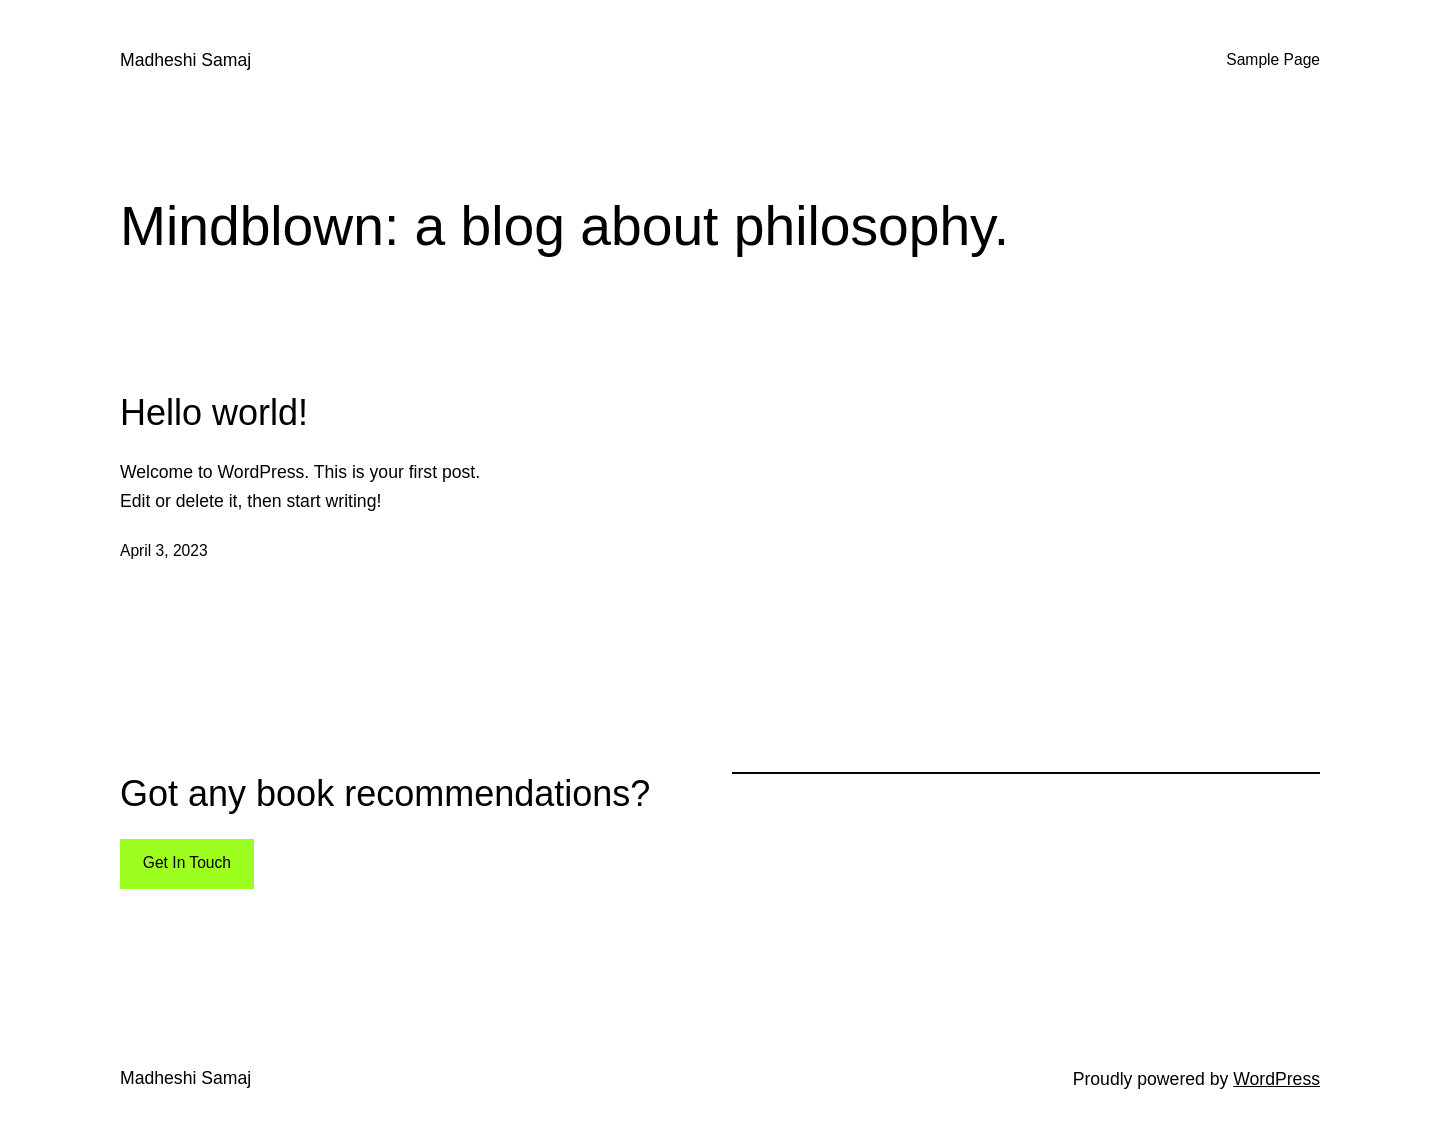 Madheshi Samaj
Sample Page
Mindblown: a blog about philosophy.
Hello world!
Welcome to WordPress. This is your first post.
Edit or delete it, then start writing!
April 3, 2023
Got any book recommendations?
Get In Touch
Madheshi Samaj
Proudly powered by WordPress